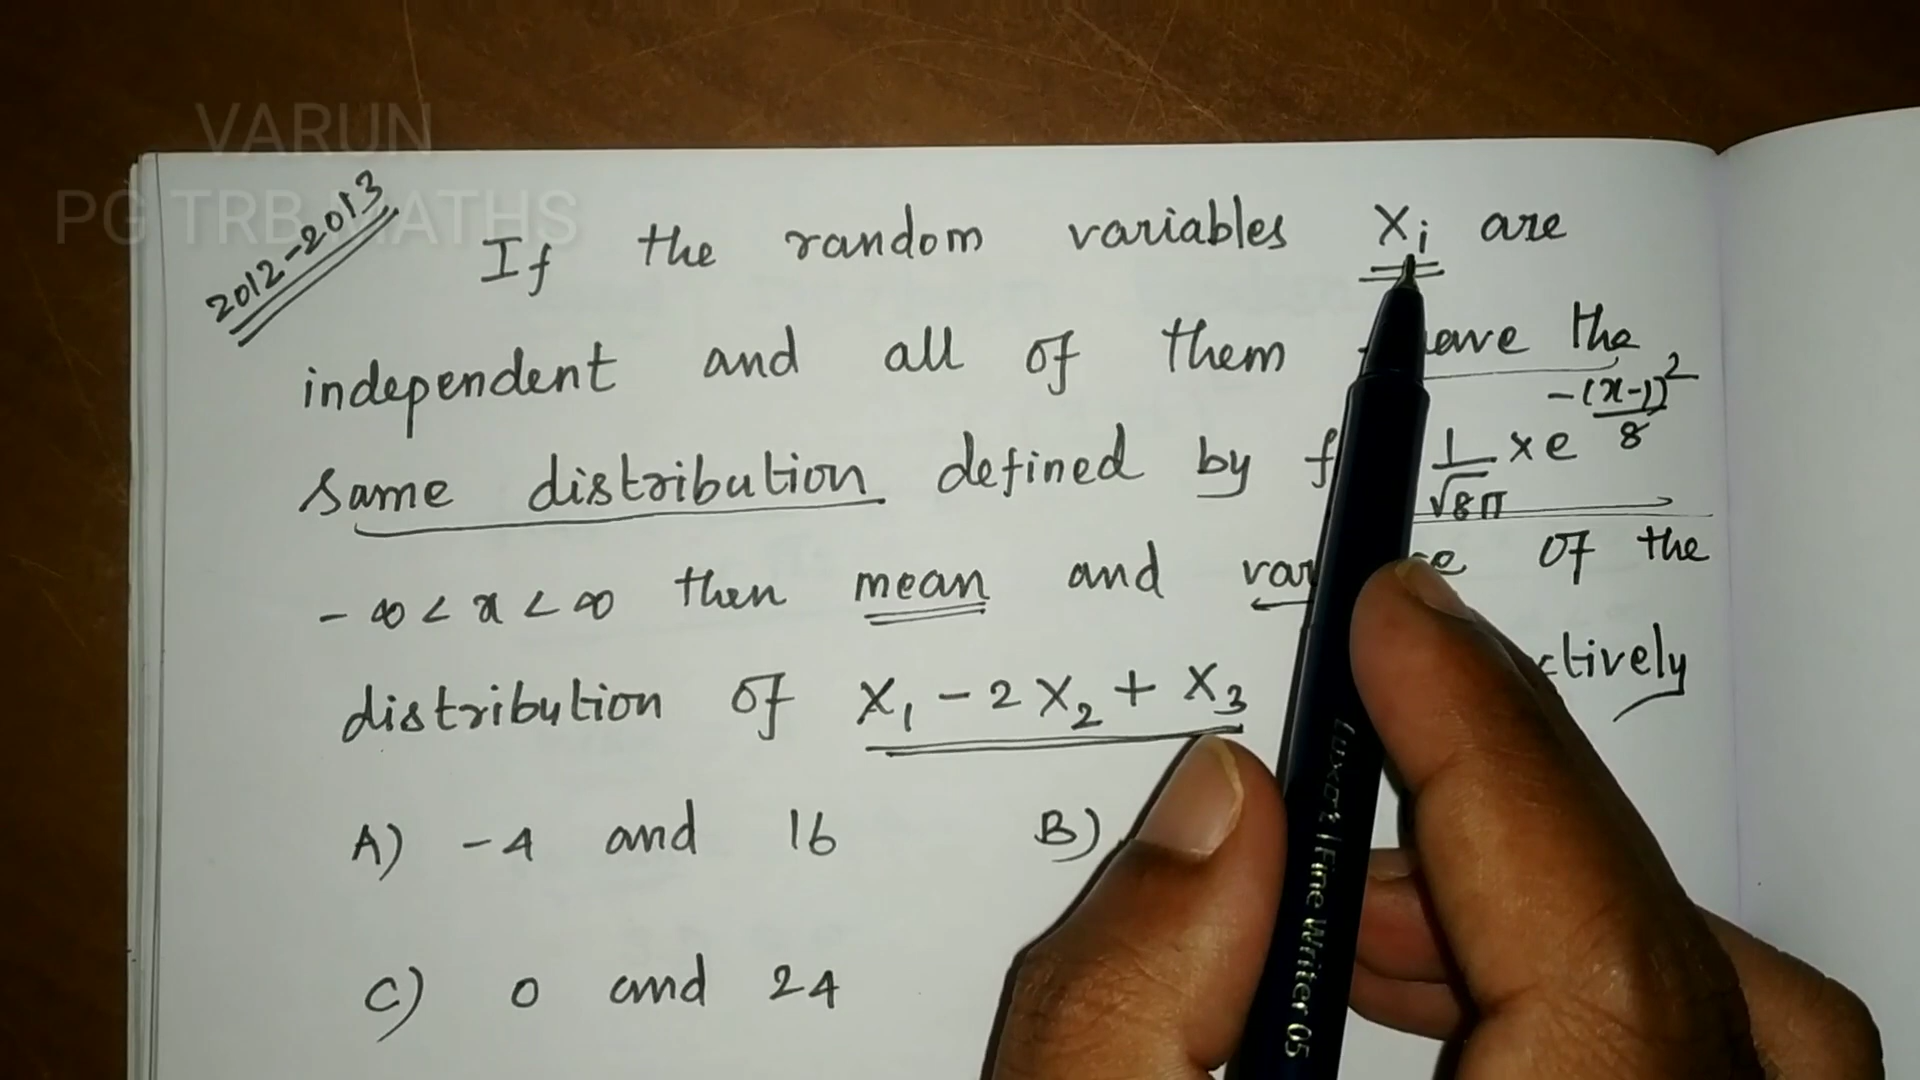 VARUN
PG TRB MATHS
2012-2013
If the random variables Xi are
independent and all of them the
same distribution defined by f 1/√8π × e^-(x-1)²/8
-∞ < x < ∞ then mean and of the
distribution of X₁ - 2X₂ + X₃
A) -4 and 16 B)
C) 0 and 24
Luxor Fine Writer 05